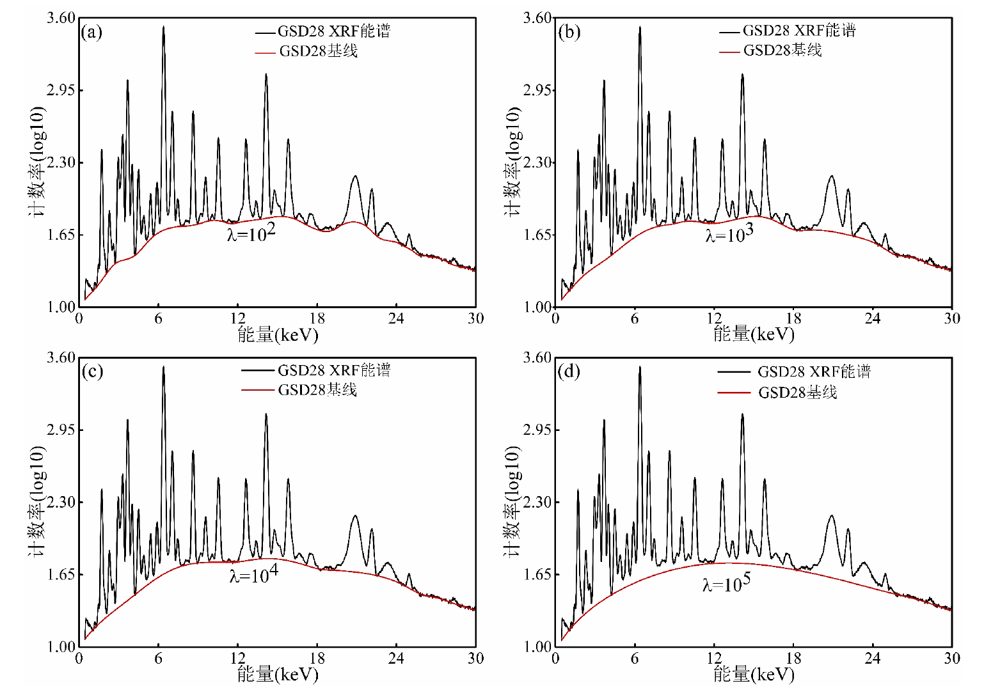 3.60
(a)
GSD28 XRF能谱
GSD28基线
2.95
2.30
1.65
1.00
计数率(log10)
λ=10²
0 6 12 18 24 30
能量(keV)
3.60
(b)
GSD28 XRF能谱
GSD28基线
2.95
2.30
1.65
1.00
计数率(log10)
λ=10³
0 6 12 18 24 30
能量(keV)
3.60
(c)
GSD28 XRF能谱
GSD28基线
2.95
2.30
1.65
1.00
计数率(log10)
λ=10⁴
0 6 12 18 24 30
能量(keV)
3.60
(d)
GSD28 XRF能谱
GSD28基线
2.95
2.30
1.65
1.00
计数率(log10)
λ=10⁵
0 6 12 18 24 30
能量(keV)